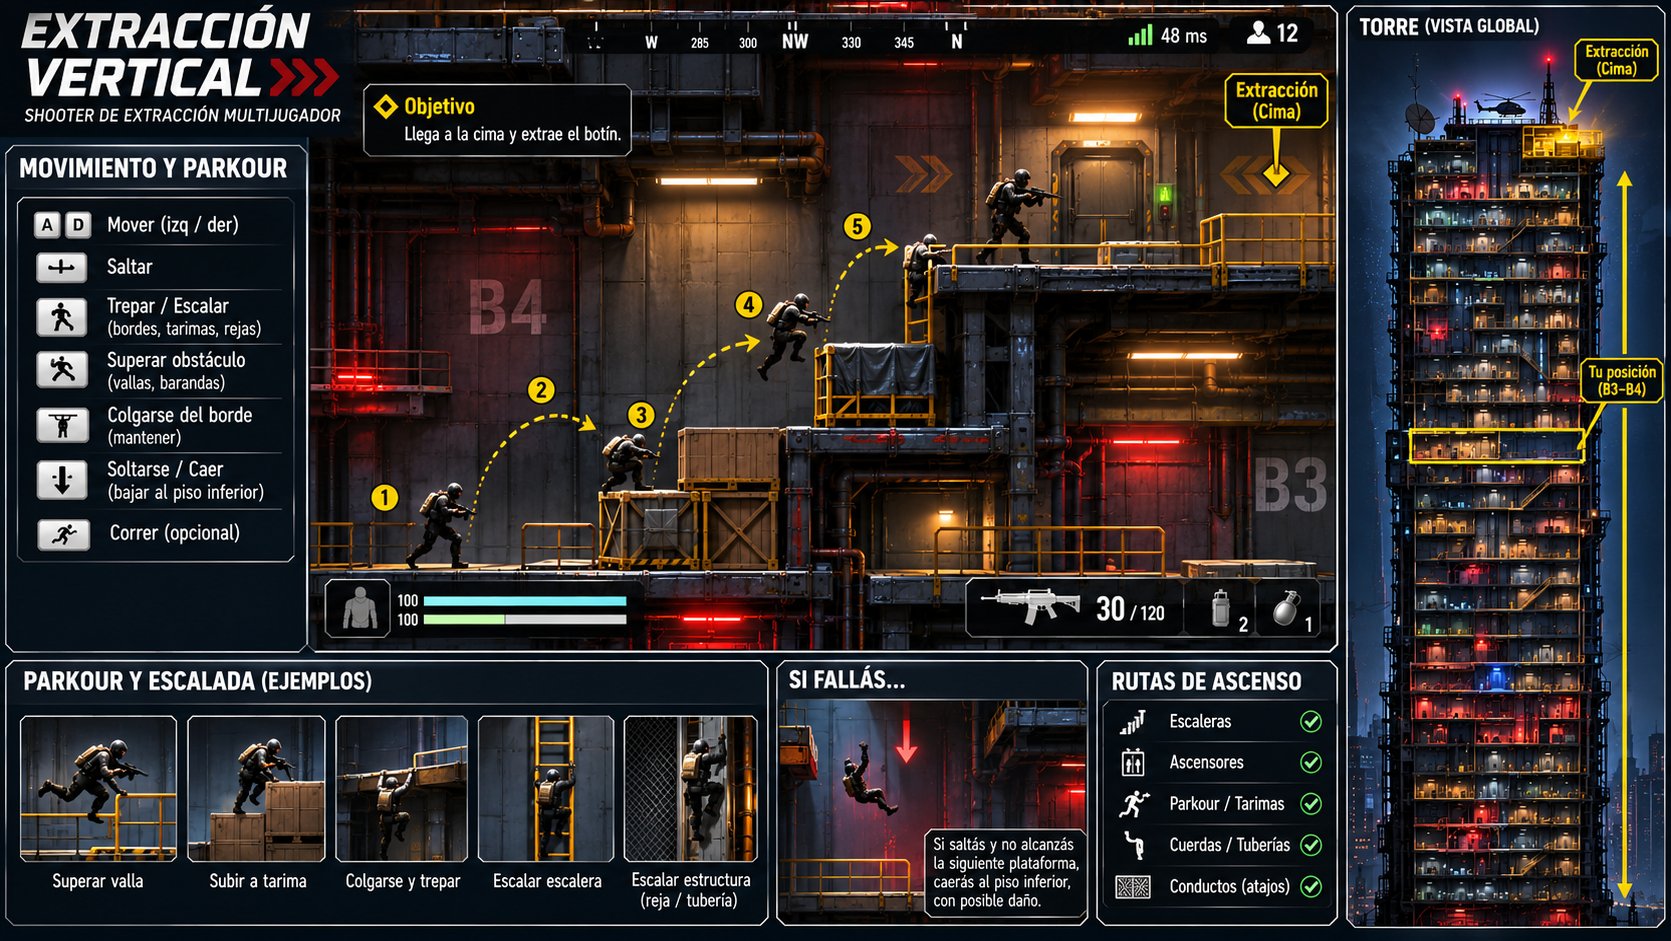 EXTRACCIÓN
VERTICAL
SHOOTER DE EXTRACCIÓN MULTIJUGADOR
MOVIMIENTO Y PARKOUR
A D Mover (izq / der)
Saltar
Trepar / Escalar
(bordes, tarimas, rejas)
Superar obstáculo
(vallas, barandas)
Colgarse del borde
(mantener)
Soltarse / Caer
(bajar al piso inferior)
Correr (opcional)
W 285 300 NW 330 345 N
48 ms
12
Objetivo
Llega a la cima y extrae el botín.
Extracción
(Cima)
B4
B3
1
2
3
4
5
100
100
30 / 120
2
1
TORRE (VISTA GLOBAL)
Extracción
(Cima)
Tu posición
(B3-B4)
PARKOUR Y ESCALADA (EJEMPLOS)
Superar valla
Subir a tarima
Colgarse y trepar
Escalar escalera
Escalar estructura
(reja / tubería)
SI FALLÁS...
Si saltás y no alcanzás
la siguiente plataforma,
caerás al piso inferior,
con posible daño.
RUTAS DE ASCENSO
Escaleras
Ascensores
Parkour / Tarimas
Cuerdas / Tuberías
Conductos (atajos)